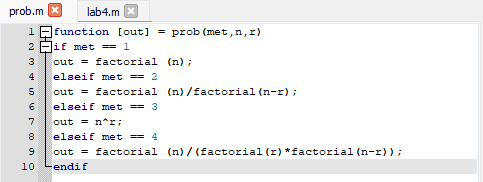 prob.m lab4.m
1 function [out] = prob(met,n,r)
2 if met == 1
3 out = factorial (n);
4 elseif met == 2
5 out = factorial (n)/factorial(n-r);
6 elseif met == 3
7 out = n^r;
8 elseif met == 4
9 out = factorial (n)/(factorial(r)*factorial(n-r));
10 endif